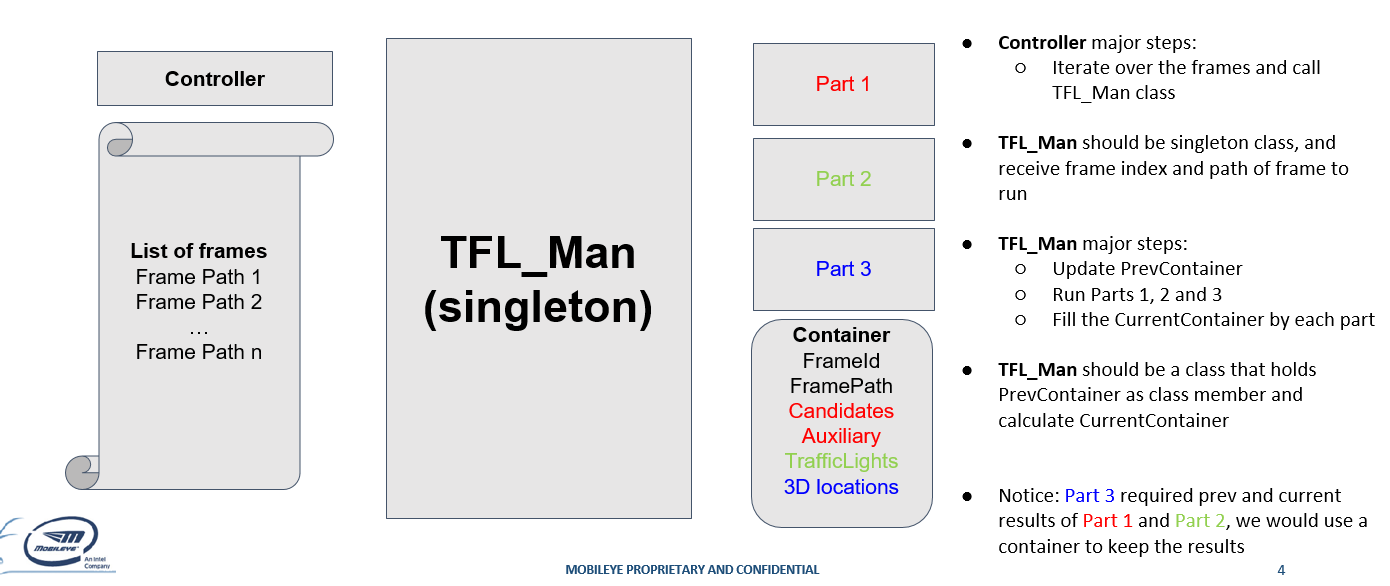 Controller
List of frames
Frame Path 1
Frame Path 2
...
Frame Path n
TFL_Man
(singleton)
Part 1
Part 2
Part 3
Container
FrameId
FramePath
Candidates
Auxiliary
TrafficLights
3D locations
● Controller major steps:
○ Iterate over the frames and call
TFL_Man class
● TFL_Man should be singleton class, and
receive frame index and path of frame to
run
● TFL_Man major steps:
○ Update PrevContainer
○ Run Parts 1, 2 and 3
○ Fill the CurrentContainer by each part
● TFL_Man should be a class that holds
PrevContainer as class member and
calculate CurrentContainer
● Notice: Part 3 required prev and current
results of Part 1 and Part 2, we would use a
container to keep the results
MOBILEYE
An Intel
Company
MOBILEYE PROPRIETARY AND CONFIDENTIAL
4